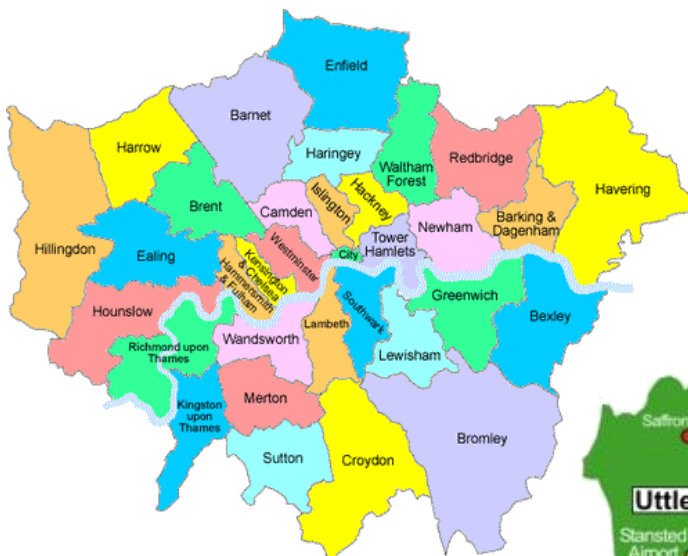 Enfield
Barnet
Harrow
Haringey
Waltham
Forest
Redbridge
Havering
Brent
Camden
Islington
Hackney
Newham
Barking &
Dagenham
Hillingdon
Ealing
Kensington
& Chelsea
Hammersmith
& Fulham
Westminster
City
Tower
Hamlets
Hounslow
Richmond upon
Thames
Wandsworth
Lambeth
Southwark
Lewisham
Greenwich
Bexley
Kingston
upon
Thames
Merton
Sutton
Croydon
Bromley
Saffron
Uttle
Stansted
Airport